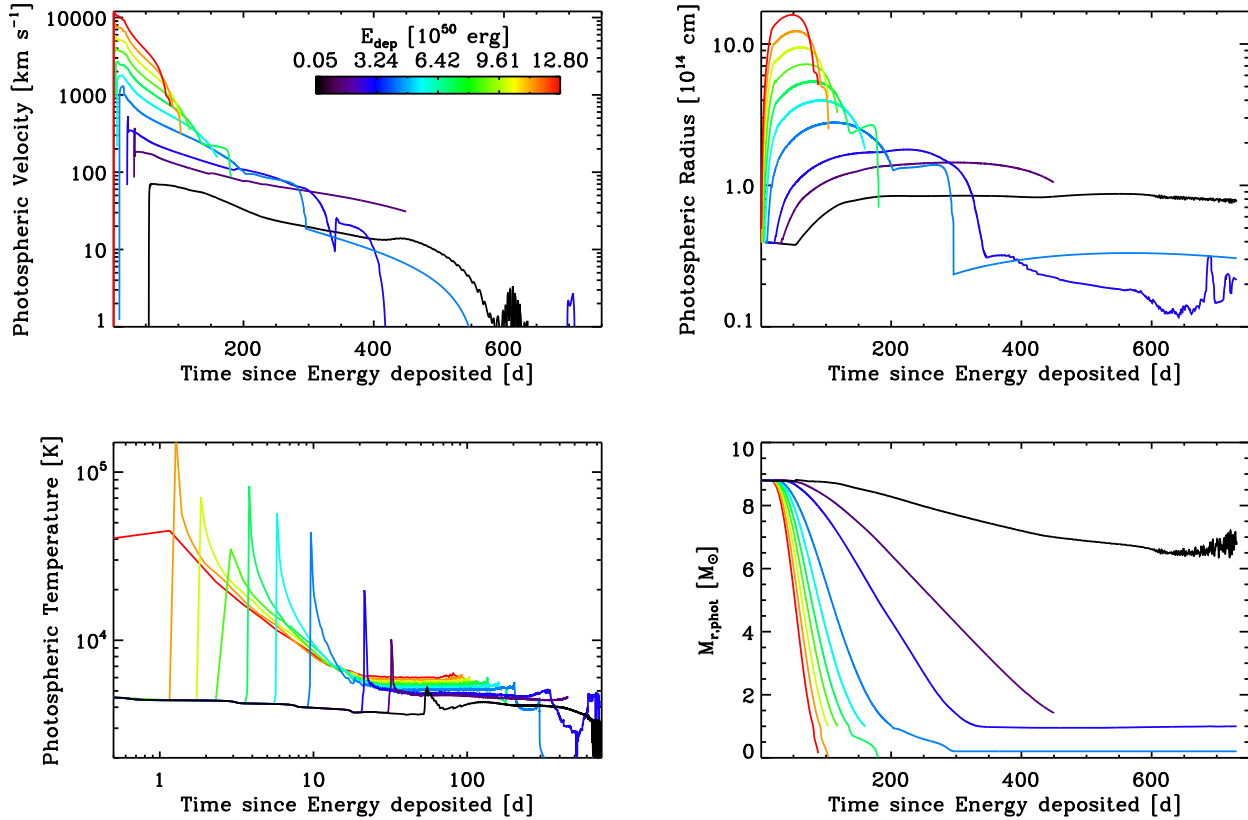 E_dep [10^50 erg]
0.05 3.24 6.42 9.61 12.80
Photospheric Velocity [km s^-1]
10000
1000
100
10
1
200 400 600
Time since Energy deposited [d]
Photospheric Radius [10^14 cm]
10.0
1.0
0.1
200 400 600
Time since Energy deposited [d]
Photospheric Temperature [K]
10^5
10^4
1 10 100
Time since Energy deposited [d]
M_r,phot [M_⊙]
10
8
6
4
2
0
200 400 600
Time since Energy deposited [d]